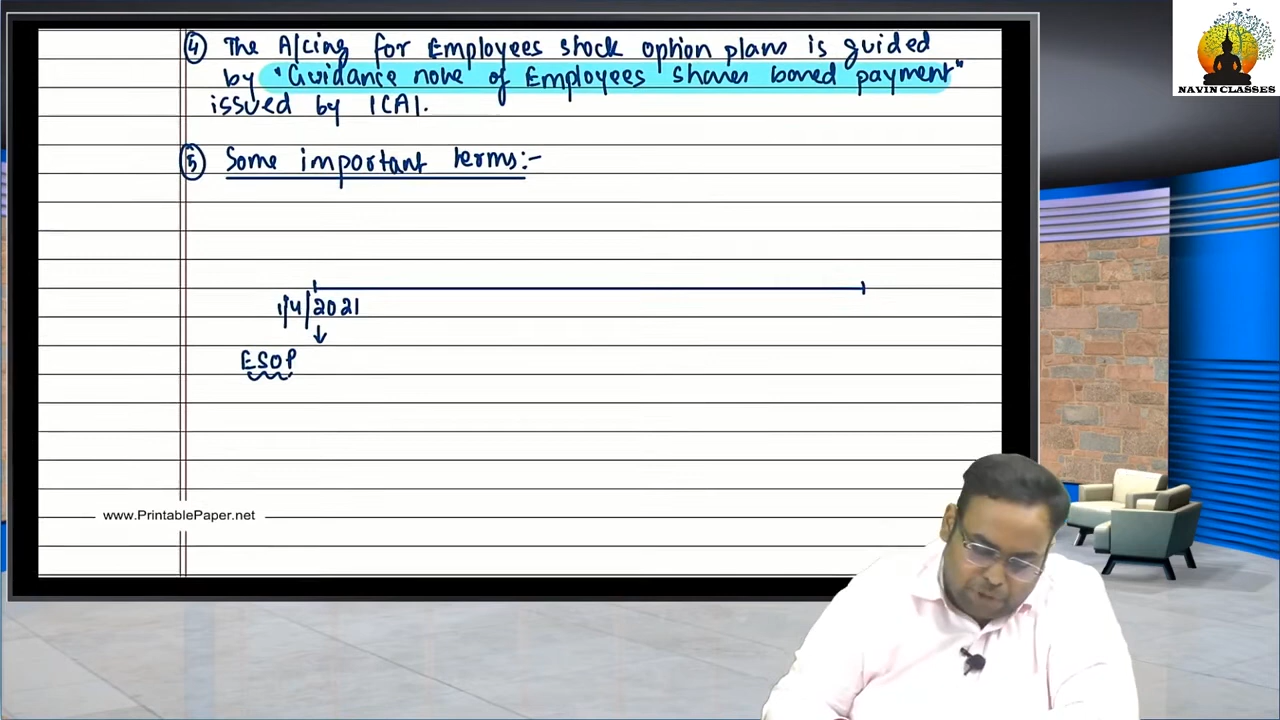 ④ The A/cing for Employees stock option plans is guided
by "Guidance note of Employees shares based payment"
issued by ICAI.
⑤ Some important terms:-
1/4/2021
ESOP
www.PrintablePaper.net
NAVIN CLASSES